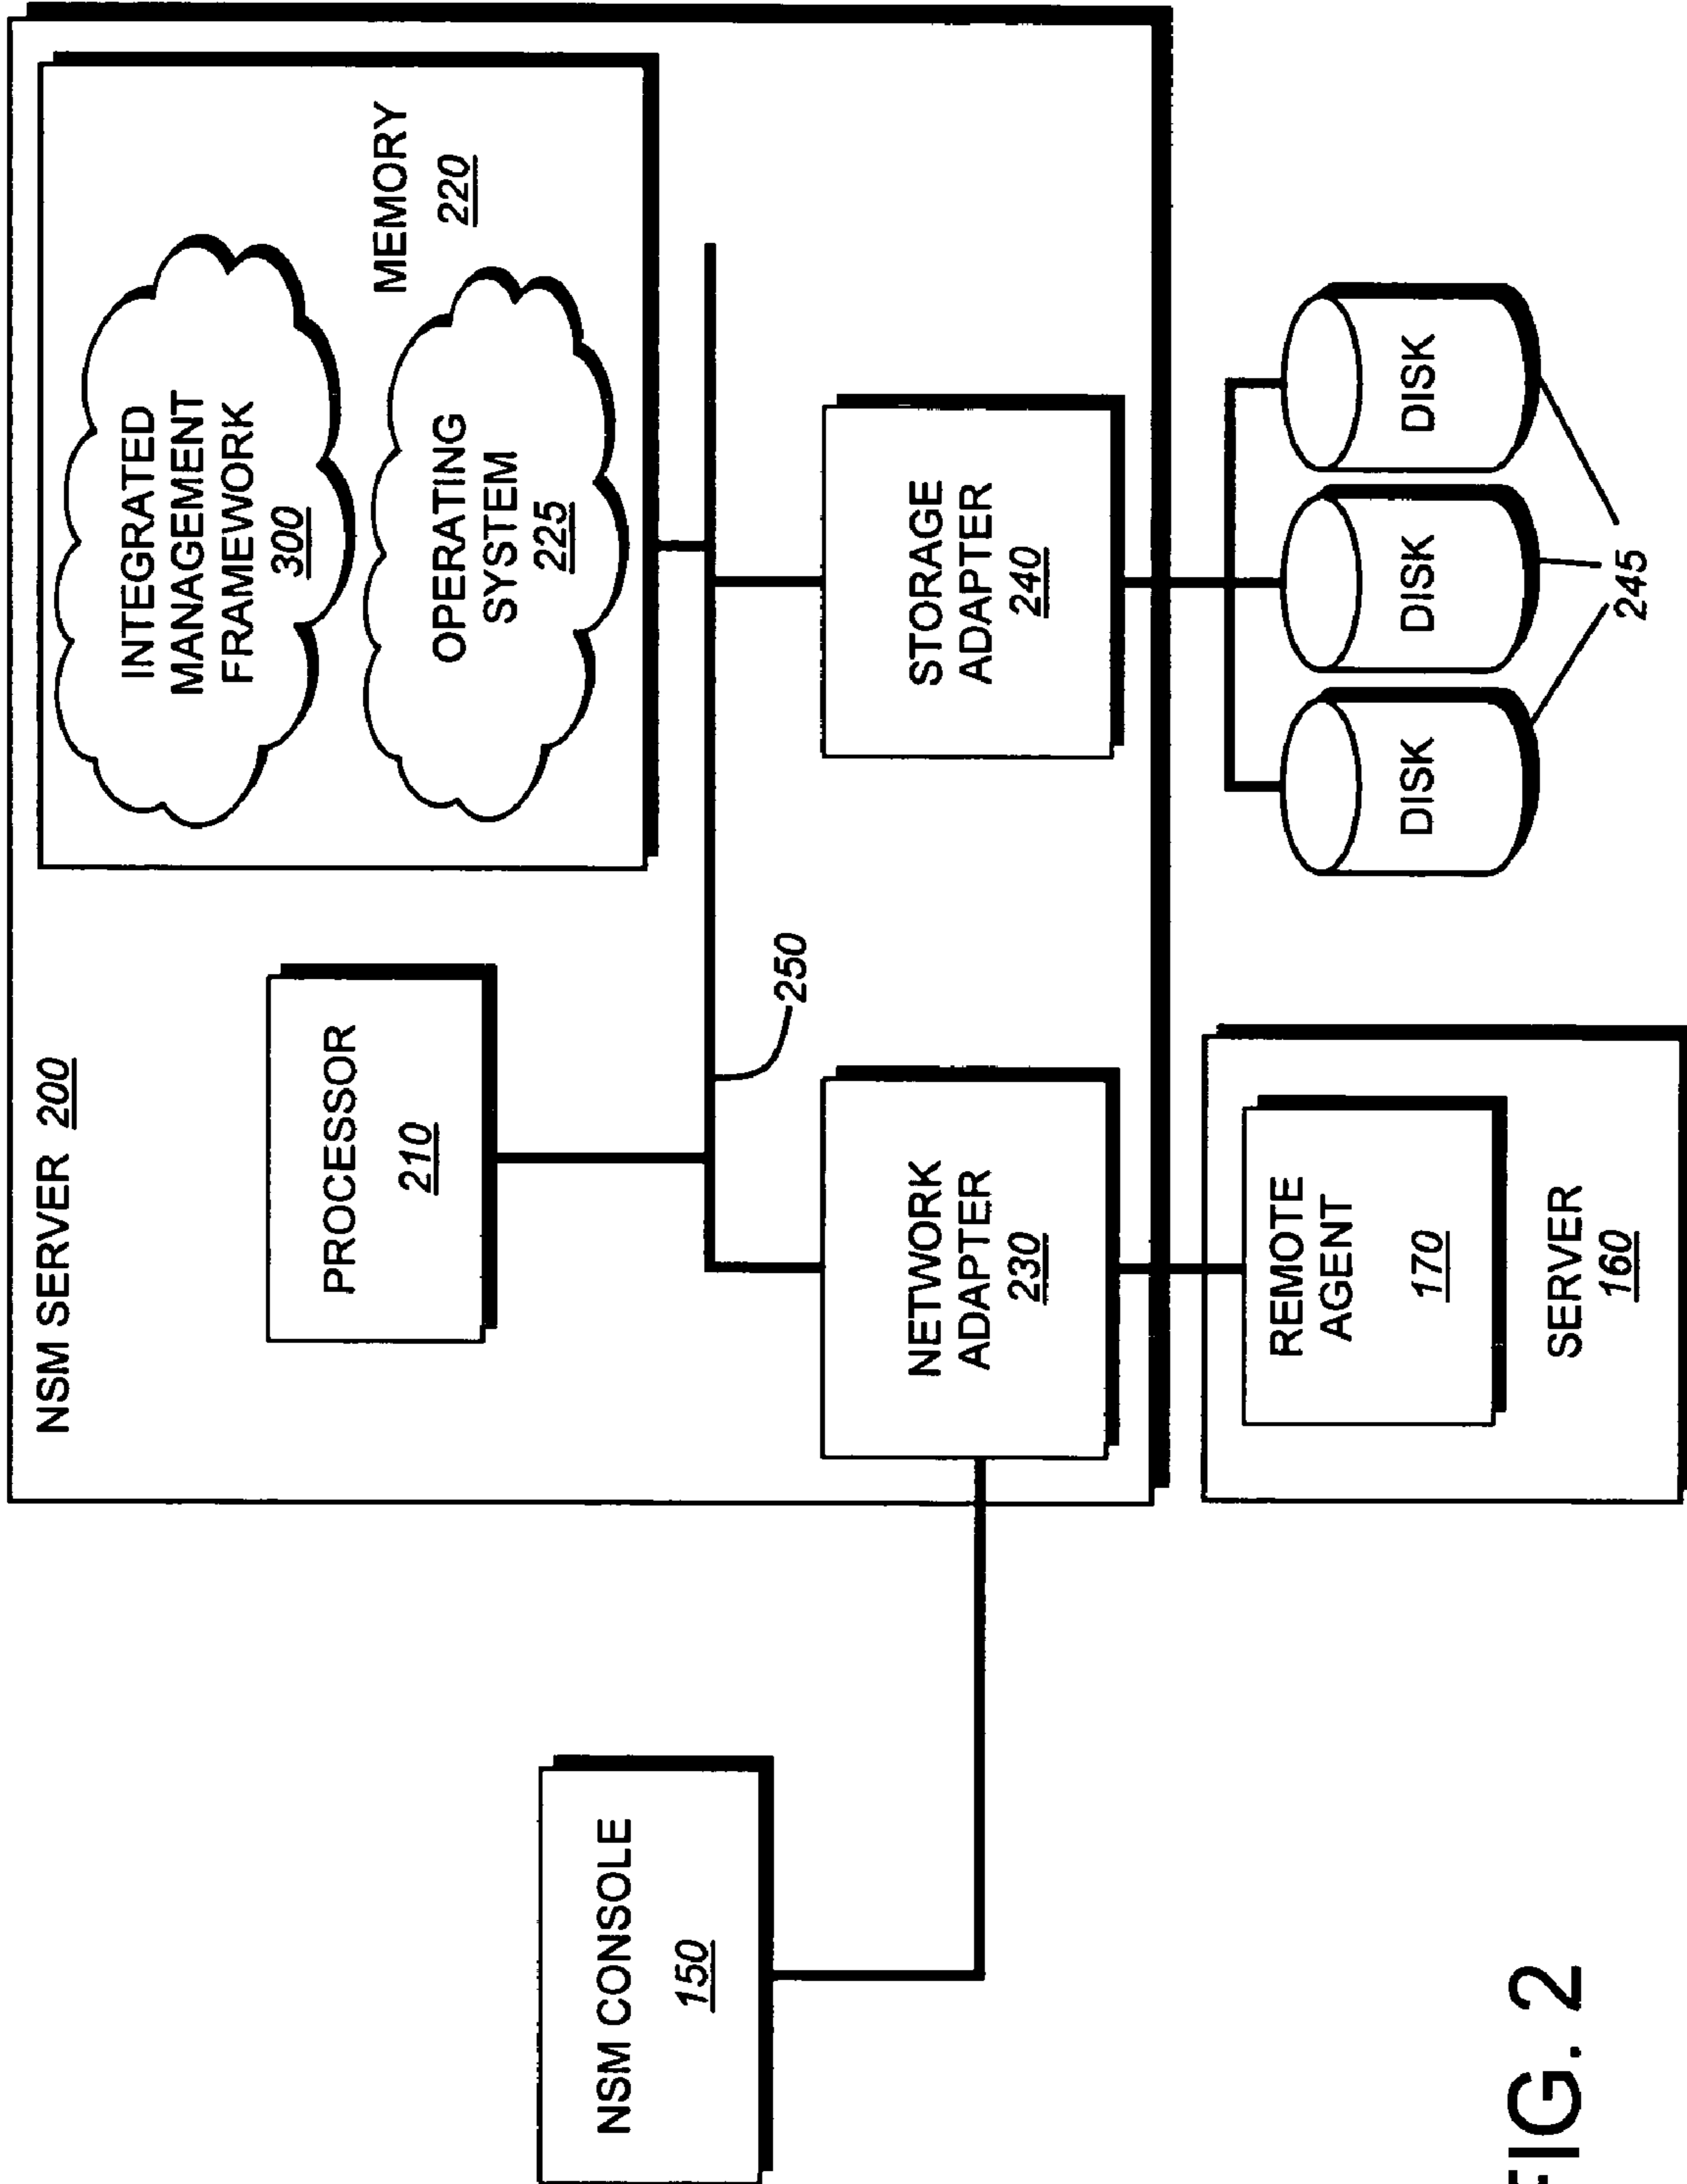 NSM SERVER 200
PROCESSOR
210
INTEGRATED
MANAGEMENT
FRAMEWORK
300
OPERATING
SYSTEM
225
MEMORY
220
250
NSM CONSOLE
150
NETWORK
ADAPTER
230
STORAGE
ADAPTER
240
REMOTE
AGENT
170
SERVER
160
DISK
DISK
DISK
245
FIG. 2